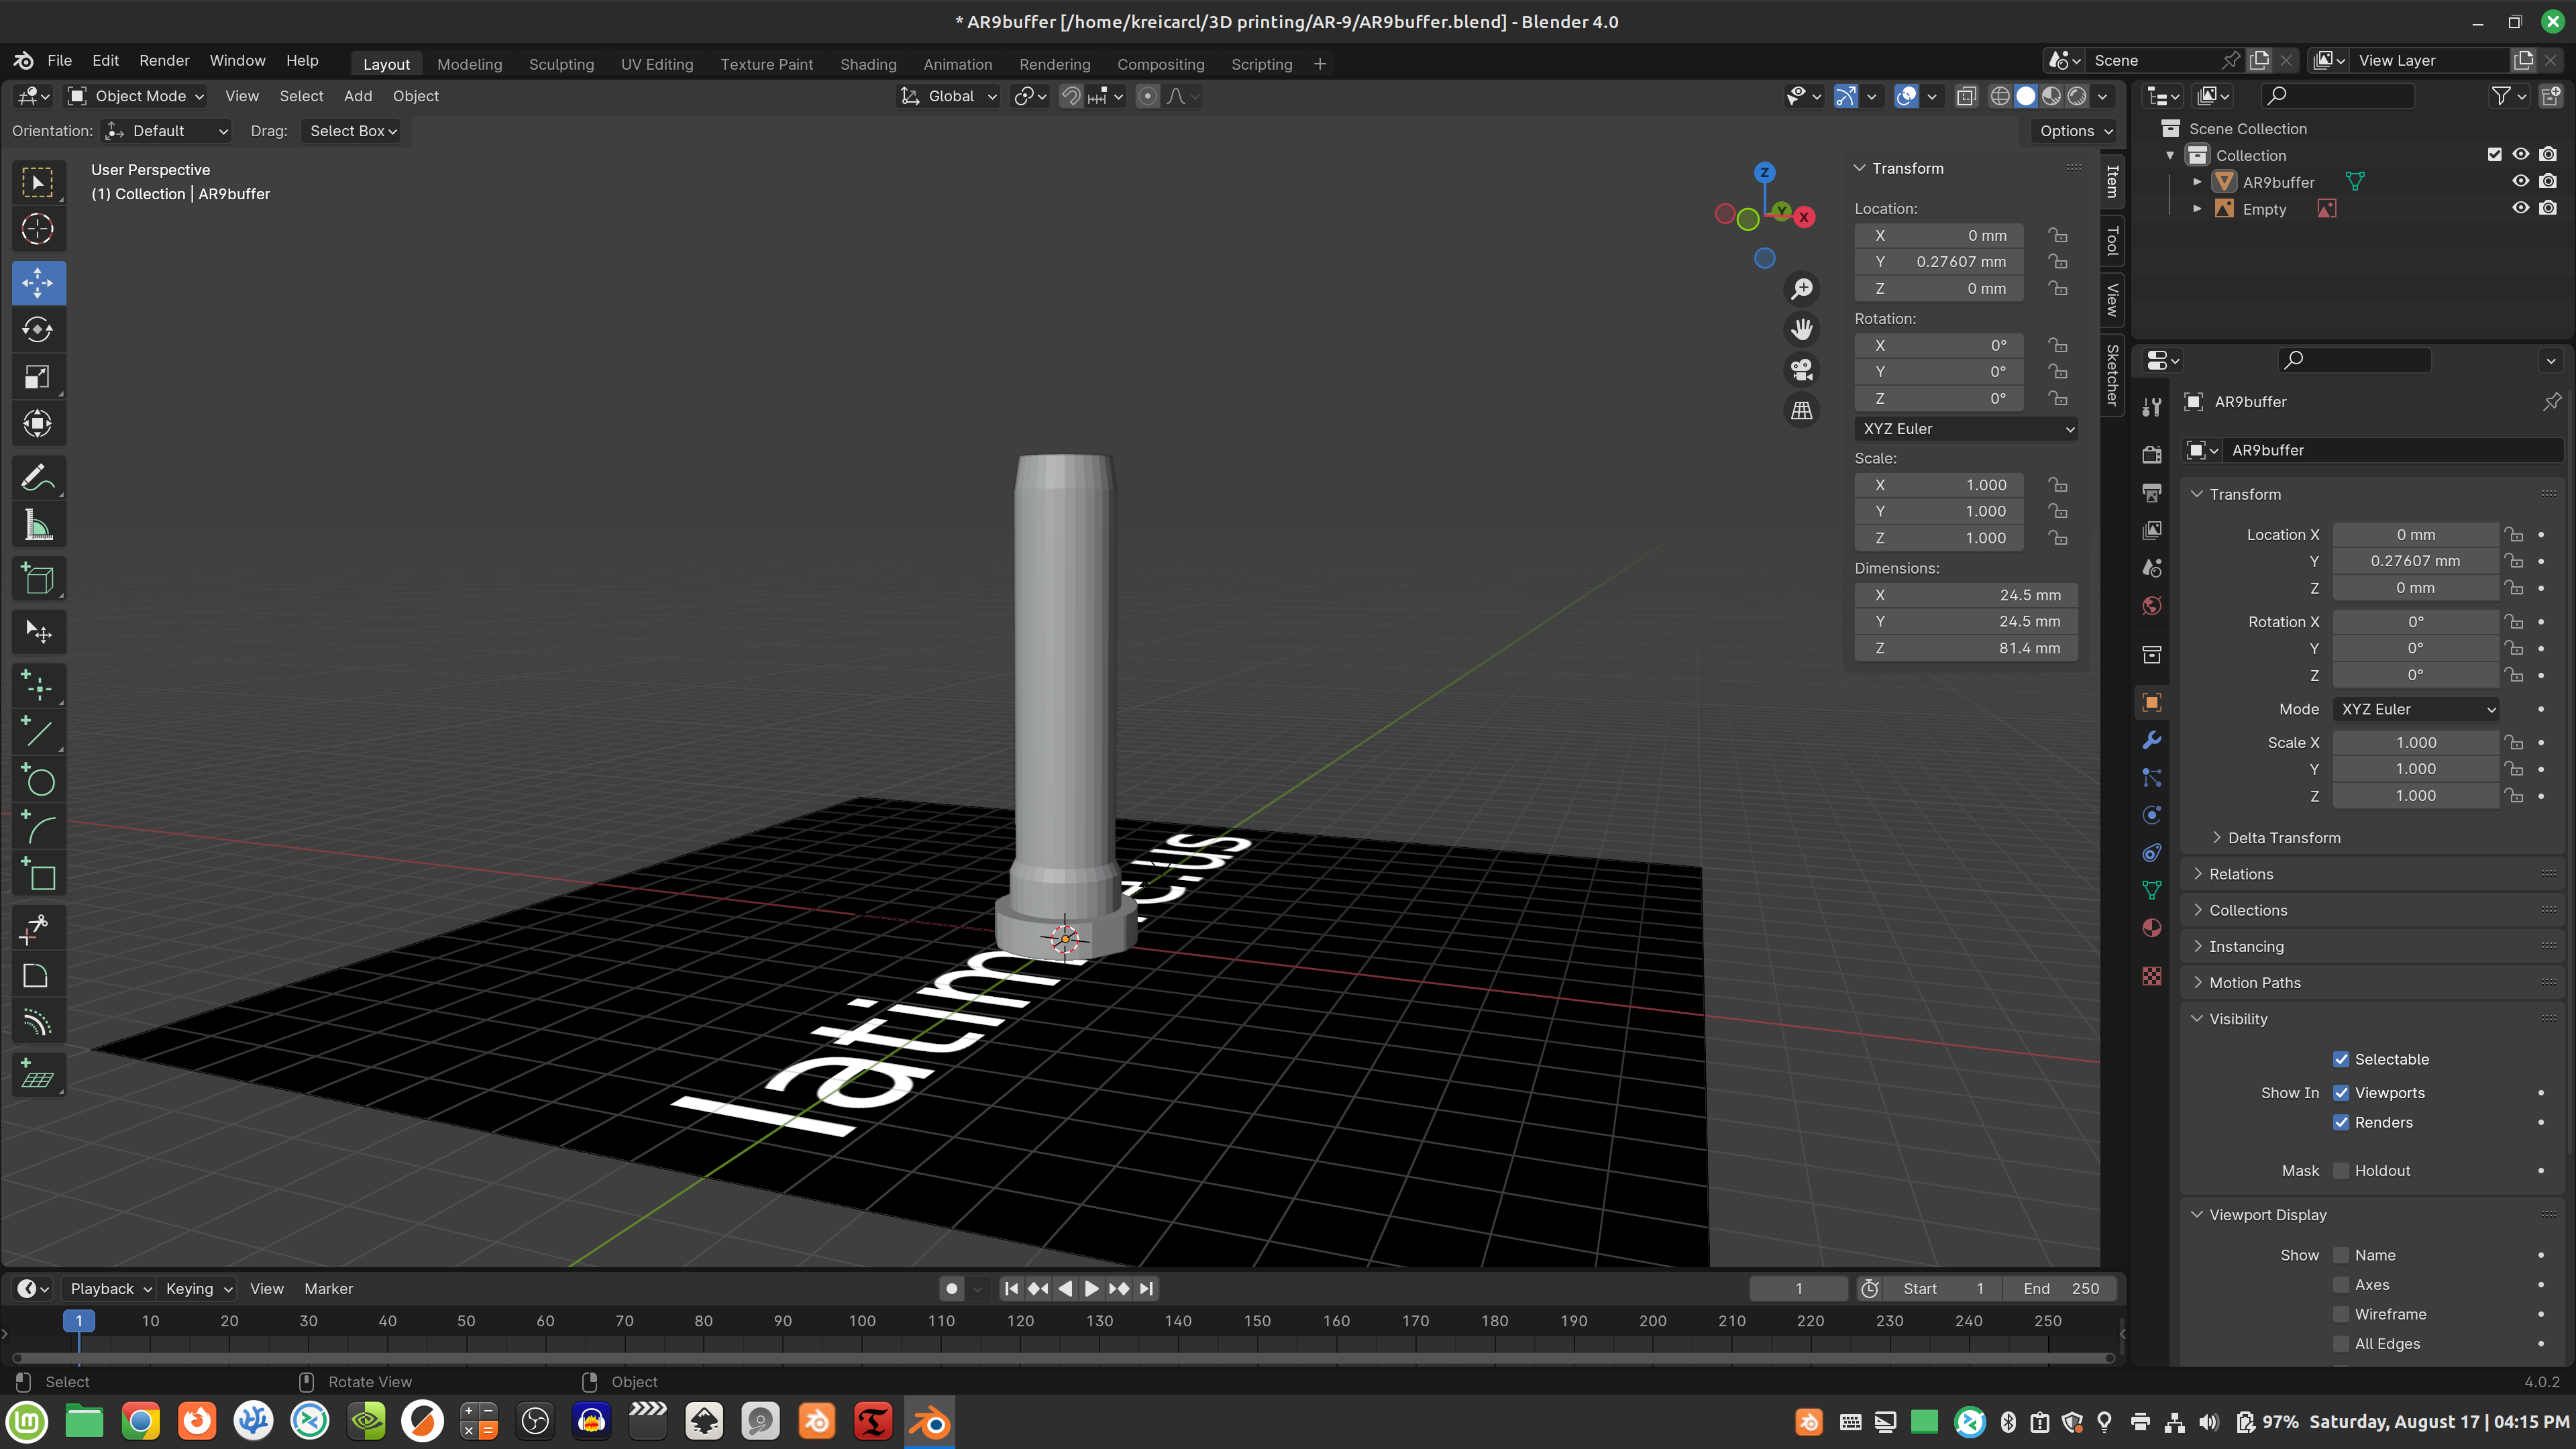 * AR9buffer [/home/kreicarcl/3D printing/AR-9/AR9buffer.blend] - Blender 4.0
File Edit Render Window Help Layout Modeling Sculpting UV Editing Texture Paint Shading Animation Rendering Compositing Scripting + Scene View Layer
Object Mode View Select Add Object Global
Orientation: Default Drag: Select Box Options
User Perspective
(1) Collection | AR9buffer
Z
Y
X
Transform
Location:
X 0 mm
Y 0.27607 mm
Z 0 mm
Rotation:
X 0°
Y 0°
Z 0°
XYZ Euler
Scale:
X 1.000
Y 1.000
Z 1.000
Dimensions:
X 24.5 mm
Y 24.5 mm
Z 81.4 mm
Item
Tool
View
Sketcher
Scene Collection
Collection
AR9buffer
Empty
AR9buffer
AR9buffer
Transform
Location X 0 mm
Y 0.27607 mm
Z 0 mm
Rotation X 0°
Y 0°
Z 0°
Mode XYZ Euler
Scale X 1.000
Y 1.000
Z 1.000
Delta Transform
Relations
Collections
Instancing
Motion Paths
Visibility
Selectable
Show In Viewports
Renders
Mask Holdout
Viewport Display
Show Name
Axes
Wireframe
All Edges
Playback Keying View Marker 1 Start 1 End 250
1 10 20 30 40 50 60 70 80 90 100 110 120 130 140 150 160 170 180 190 200 210 220 230 240 250
Select Rotate View Object 4.0.2
97% Saturday, August 17 | 04:15 PM